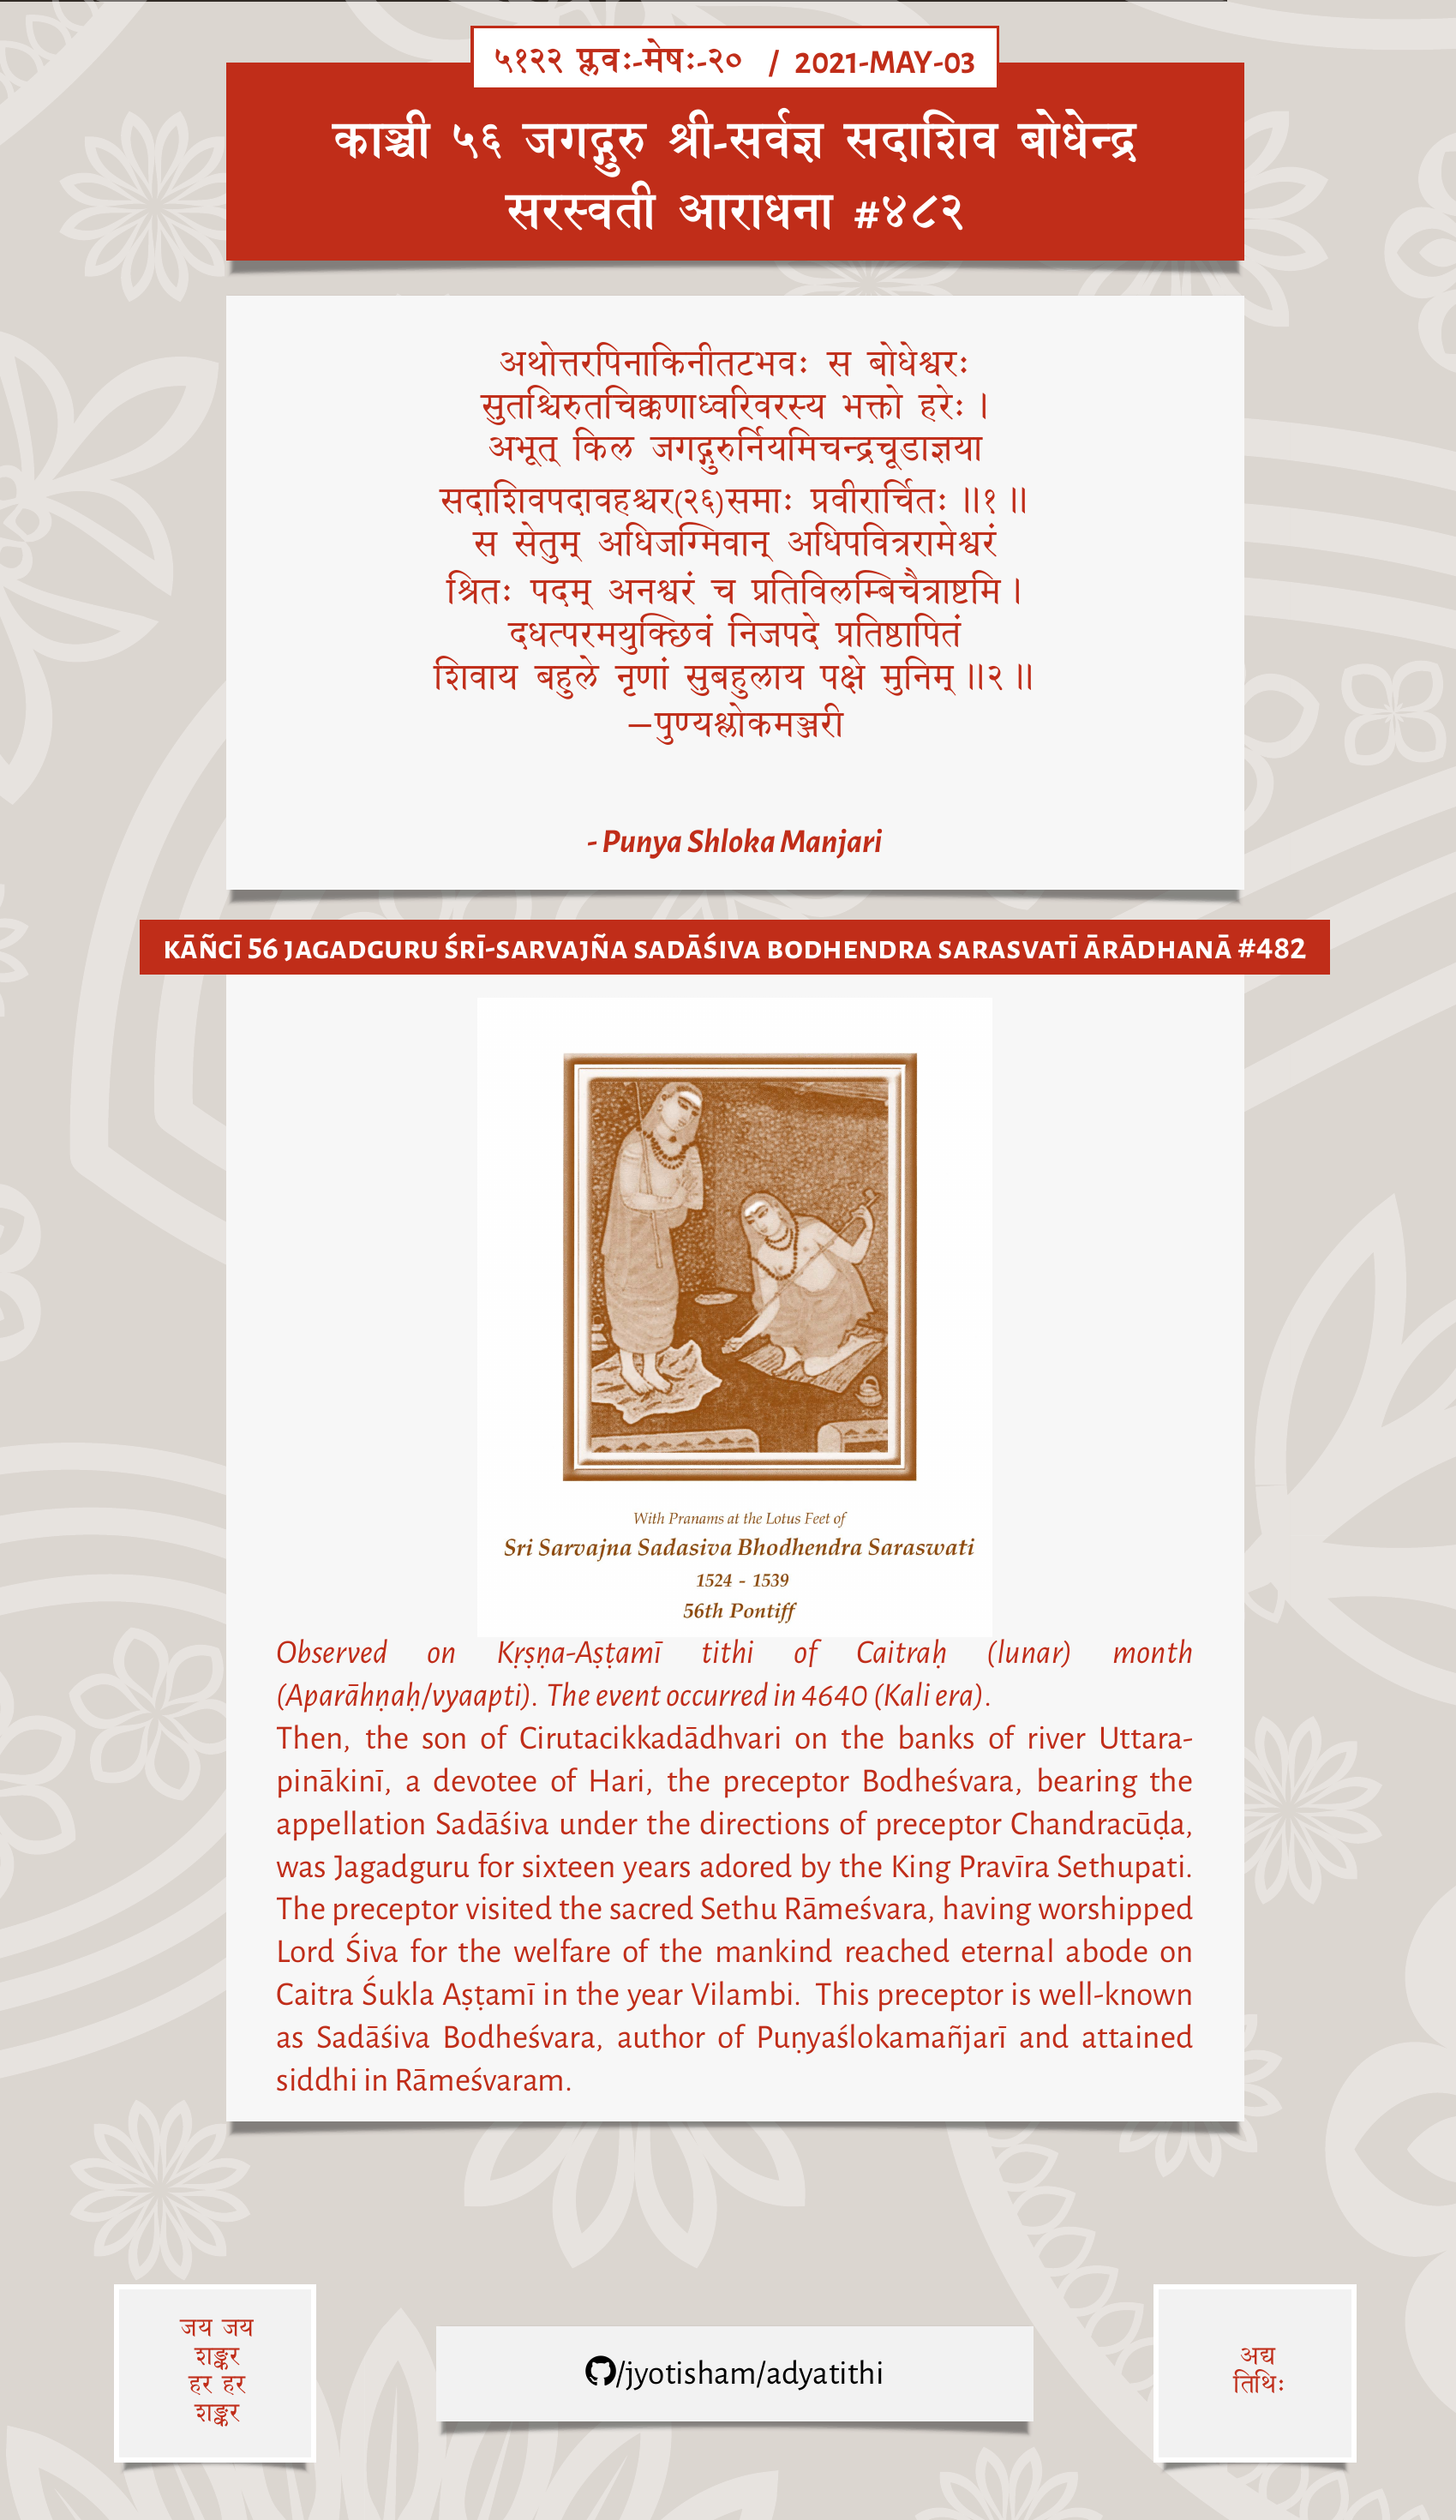 ५१२२ प्लवः-मेषः-२० / 2021-MAY-03
काञ्ची ५६ जगद्गुरु श्री-सर्वज्ञ सदाशिव बोधेन्द्र
सरस्वती आराधना #४८२
अथोत्तरपिनाकिनीतटभवः स बोधेश्वरः
सुतश्चिरुतचिक्कणाध्वरिवरस्य भक्तो हरेः ।
अभूत् किल जगद्गुरुर्नियमिचन्द्रचूडाज्ञया
सदाशिवपदावहश्चर(२६)समाः प्रवीरार्चितः ॥१॥
स सेतुम् अधिजग्मिवान् अधिपवित्ररामेश्वरं
श्रितः पदम् अनश्वरं च प्रतिविलम्बिचैत्राष्टमि ।
दधत्परमयुक्छिवं निजपदे प्रतिष्ठापितं
शिवाय बहुले नृणां सुबहुलाय पक्षे मुनिम् ॥२॥
—पुण्यश्लोकमञ्जरी
- Punya Shloka Manjari
KĀÑCĪ 56 JAGADGURU ŚRĪ-SARVAJÑA SADĀŚIVA BODHENDRA SARASVATĪ ĀRĀDHANĀ #482
With Pranams at the Lotus Feet of
Sri Sarvajna Sadasiva Bhodhendra Saraswati
1524 - 1539
56th Pontiff
Observed on Kṛṣṇa-Aṣṭamī tithi of Caitraḥ (lunar) month
(Aparāhṇaḥ/vyaapti). The event occurred in 4640 (Kali era).
Then, the son of Cirutacikkadādhvari on the banks of river Uttara-
pinākinī, a devotee of Hari, the preceptor Bodheśvara, bearing the
appellation Sadāśiva under the directions of preceptor Chandracūḍa,
was Jagadguru for sixteen years adored by the King Pravīra Sethupati.
The preceptor visited the sacred Sethu Rāmeśvara, having worshipped
Lord Śiva for the welfare of the mankind reached eternal abode on
Caitra Śukla Aṣṭamī in the year Vilambi. This preceptor is well-known
as Sadāśiva Bodheśvara, author of Puṇyaślokamañjarī and attained
siddhi in Rāmeśvaram.
जय जय
शङ्कर
हर हर
शङ्कर
/jyotisham/adyatithi
अद्य
तिथिः